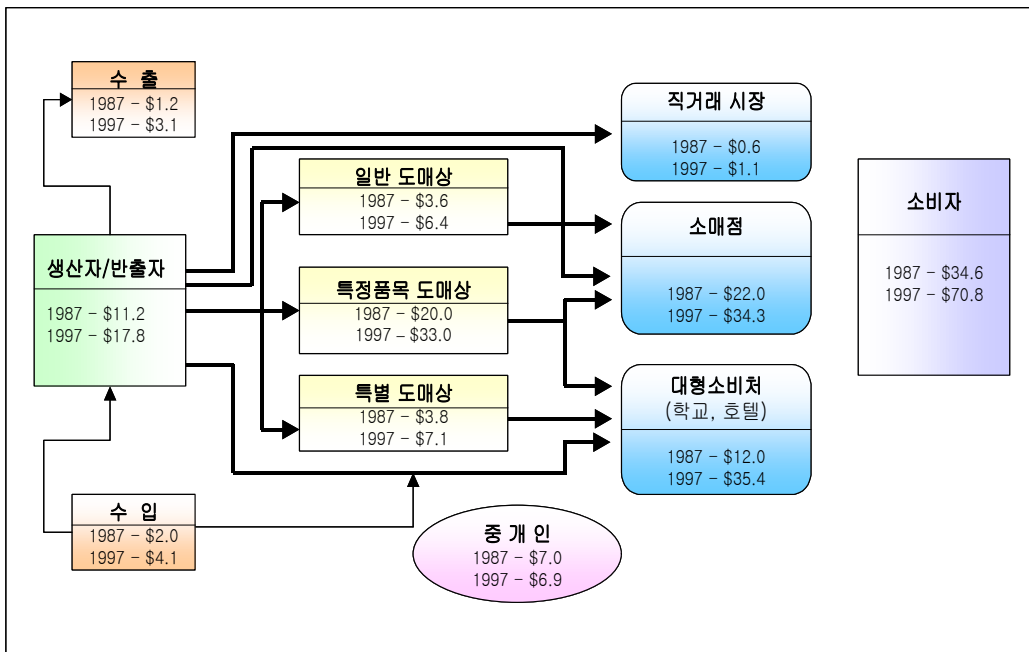 수 출
1987 - $1.2
1997 - $3.1
생산자/반출자
1987 - $11.2
1997 - $17.8
수 입
1987 - $2.0
1997 - $4.1
일반 도매상
1987 - $3.6
1997 - $6.4
특정품목 도매상
1987 - $20.0
1997 - $33.0
특별 도매상
1987 - $3.8
1997 - $7.1
중 개 인
1987 - $7.0
1997 - $6.9
직거래 시장
1987 - $0.6
1997 - $1.1
소매점
1987 - $22.0
1997 - $34.3
대형소비처
(학교, 호텔)
1987 - $12.0
1997 - $35.4
소비자
1987 - $34.6
1997 - $70.8